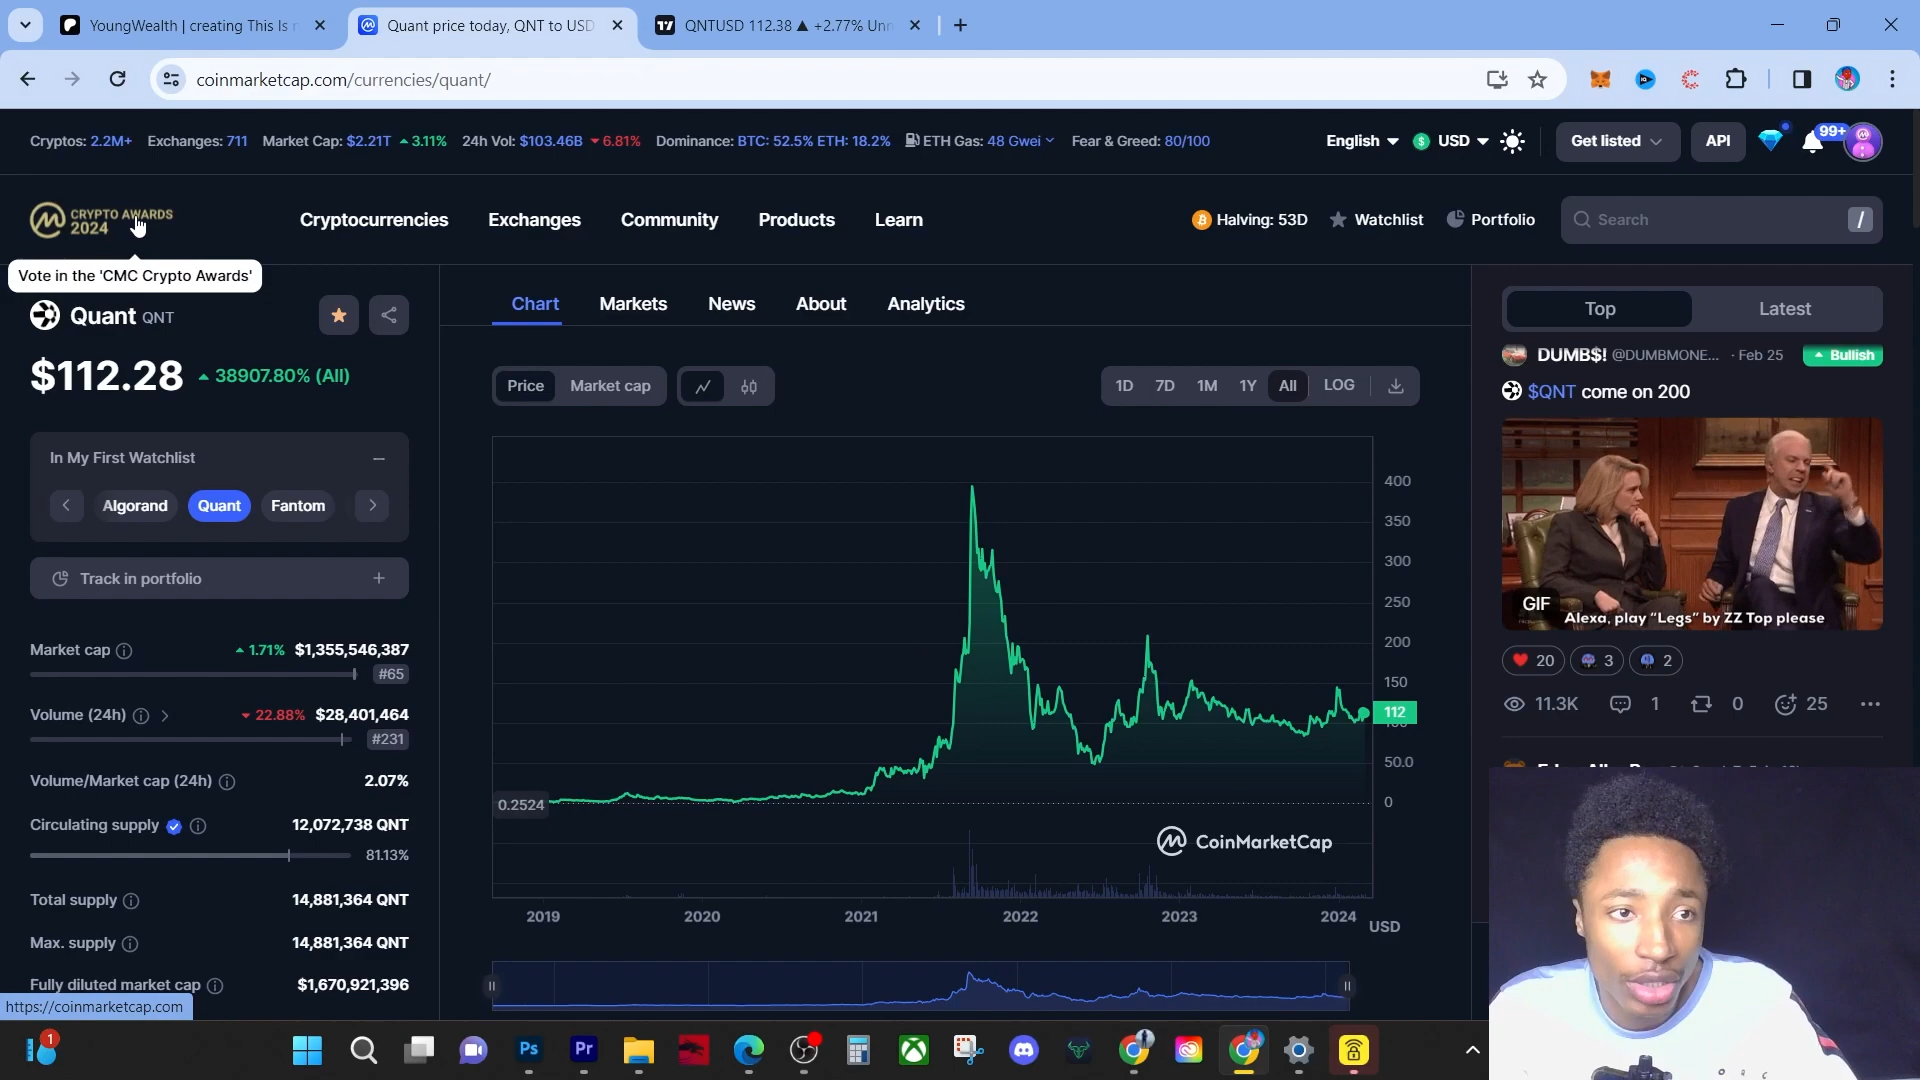 YoungWealth | creating This Is
Quant price today, QNT to USD
QNTUSD 112.38 ▲ +2.77% Unn
coinmarketcap.com/currencies/quant/
Cryptos: 2.2M+ Exchanges: 711 Market Cap: $2.21T ▲ 3.11% 24h Vol: $103.46B ▼ 6.81% Dominance: BTC: 52.5% ETH: 18.2% ETH Gas: 48 Gwei Fear & Greed: 80/100
English USD Get listed API 99+
CRYPTO AWARDS
2024
Cryptocurrencies Exchanges Community Products Learn
Halving: 53D Watchlist Portfolio Search /
Vote in the 'CMC Crypto Awards'
Quant QNT
$112.28 ▲ 38907.80% (All)
In My First Watchlist
Algorand Quant Fantom
Track in portfolio +
Market cap ▲ 1.71% $1,355,546,387
#65
Volume (24h) ▼ 22.88% $28,401,464
#231
Volume/Market cap (24h) 2.07%
Circulating supply 12,072,738 QNT
81.13%
Total supply 14,881,364 QNT
Max. supply 14,881,364 QNT
Fully diluted market cap $1,670,921,396
https://coinmarketcap.com
Chart Markets News About Analytics
Price Market cap
1D 7D 1M 1Y All LOG
400
350
300
250
200
150
112
50.0
0
0.2524
CoinMarketCap
2019 2020 2021 2022 2023 2024
USD
Top Latest
DUMB$! @DUMBMONE... · Feb 25 Bullish
$QNT come on 200
GIF
Alexa, play “Legs” by ZZ Top please
20 3 2
11.3K 1 0 25
1
Ps
Pr